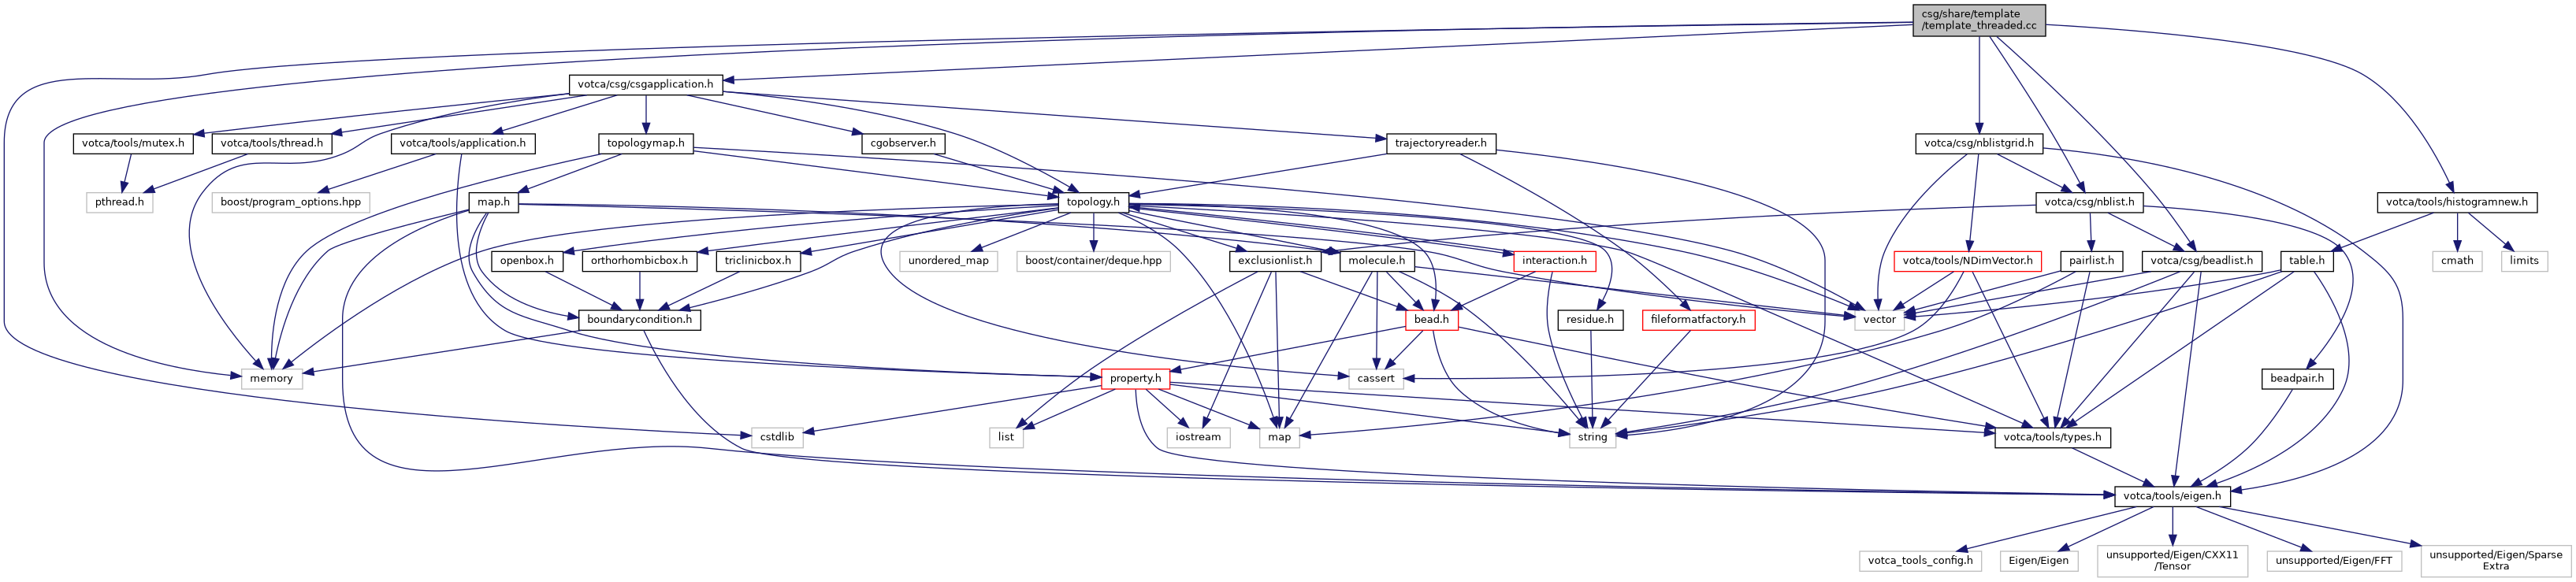 csg/share/template
/template_threaded.cc
votca/csg/csgapplication.h
votca/tools/mutex.h
votca/tools/thread.h
votca/tools/application.h
topologymap.h
cgobserver.h
trajectoryreader.h
votca/csg/nblistgrid.h
pthread.h
boost/program_options.hpp
map.h
topology.h
votca/csg/nblist.h
votca/tools/histogramnew.h
openbox.h
orthorhombicbox.h
triclinicbox.h
unordered_map
boost/container/deque.hpp
exclusionlist.h
molecule.h
interaction.h
votca/tools/NDimVector.h
pairlist.h
votca/csg/beadlist.h
table.h
cmath
limits
boundarycondition.h
bead.h
residue.h
fileformatfactory.h
vector
memory
property.h
cassert
beadpair.h
cstdlib
list
iostream
map
string
votca/tools/types.h
votca/tools/eigen.h
votca_tools_config.h
Eigen/Eigen
unsupported/Eigen/CXX11
/Tensor
unsupported/Eigen/FFT
unsupported/Eigen/Sparse
Extra